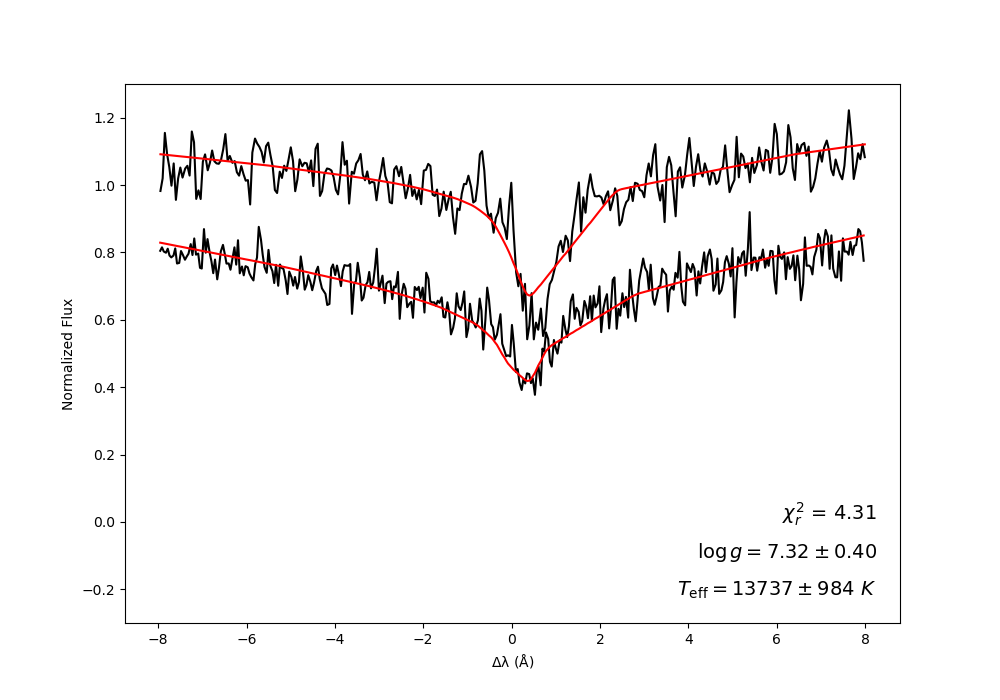 1.2
1.0
0.8
0.6
0.4
0.2
0.0
−0.2
Normalized Flux
χ²ᵣ = 4.31
log g = 7.32 ± 0.40
T_eff = 13737 ± 984 K
−8 −6 −4 −2 0 2 4 6 8
Δλ (Å)